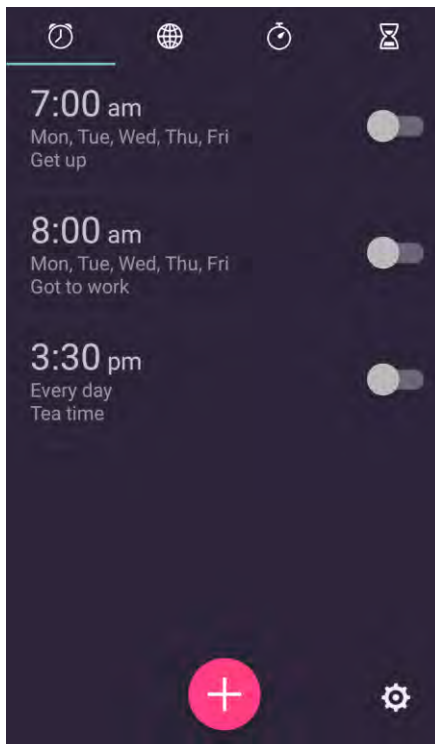 7:00 am
Mon, Tue, Wed, Thu, Fri
Get up
8:00 am
Mon, Tue, Wed, Thu, Fri
Got to work
3:30 pm
Every day
Tea time